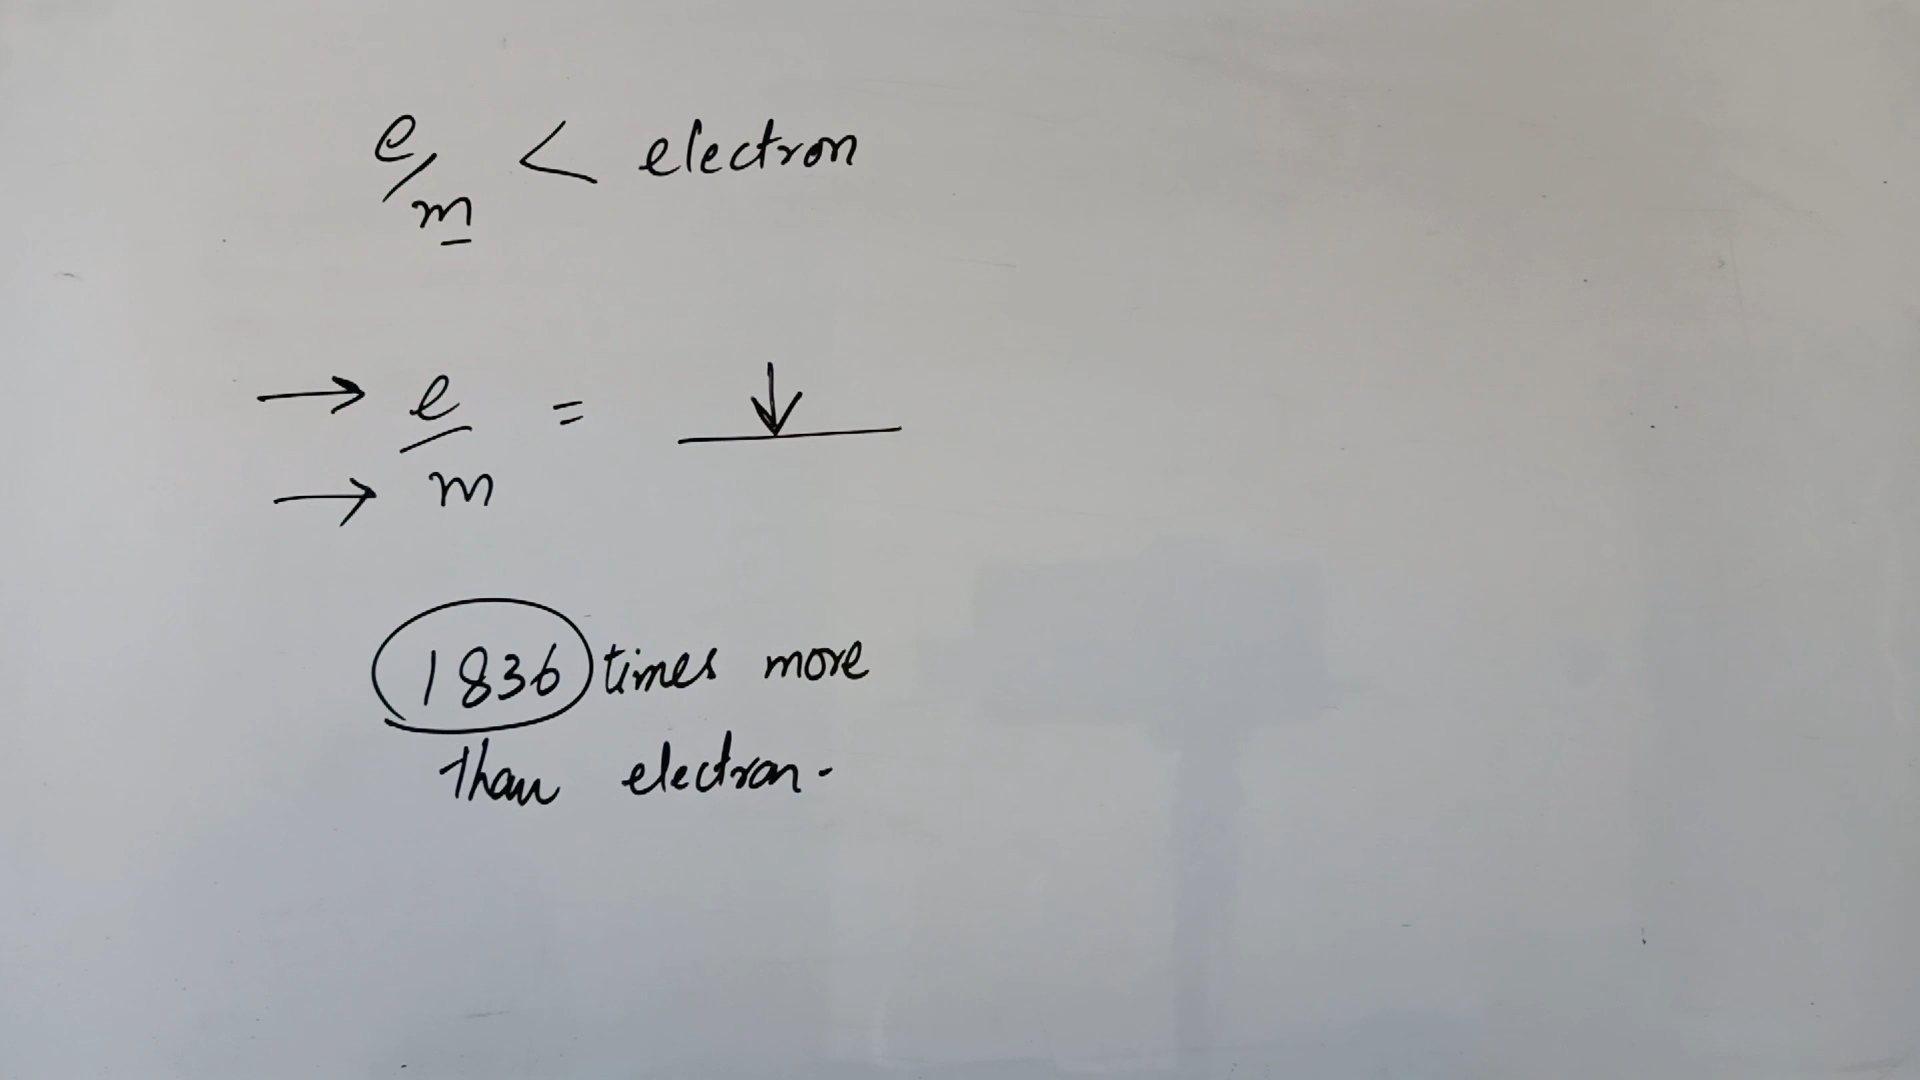 e/m < electron
→ e/m = ↓
→
1836 times more
than electron.